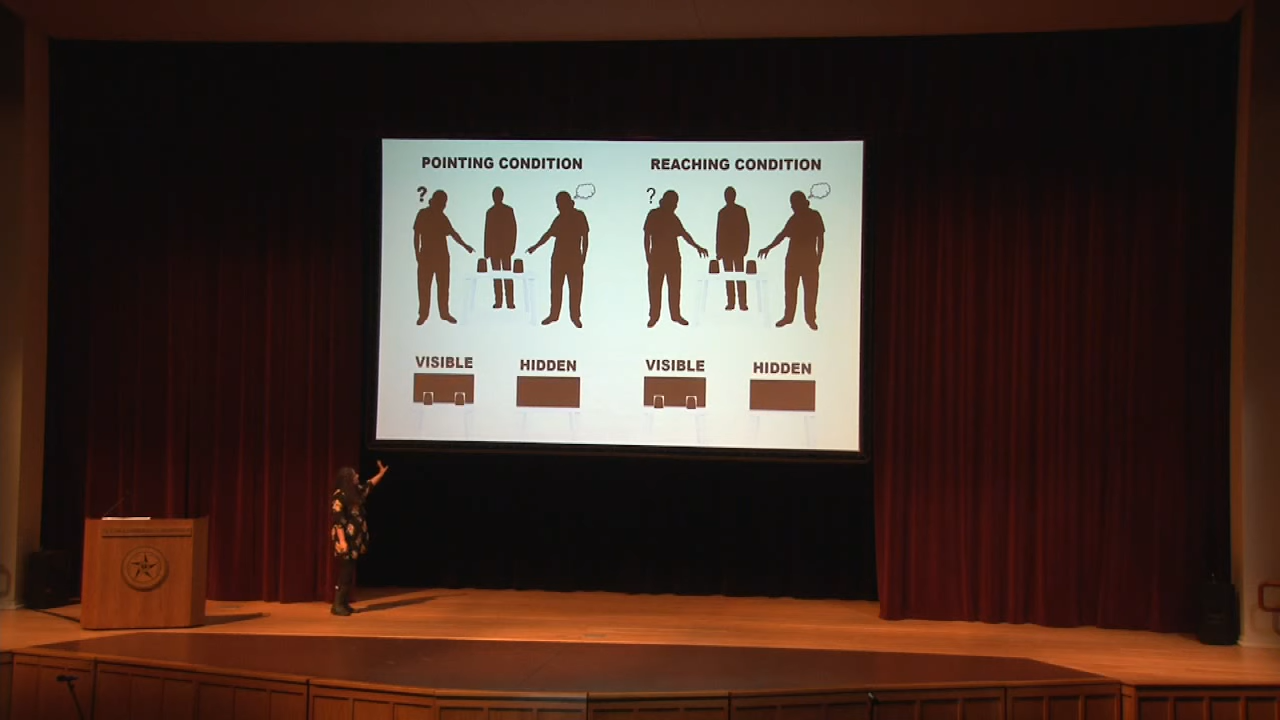 POINTING CONDITION
?
VISIBLE
HIDDEN
REACHING CONDITION
?
VISIBLE
HIDDEN